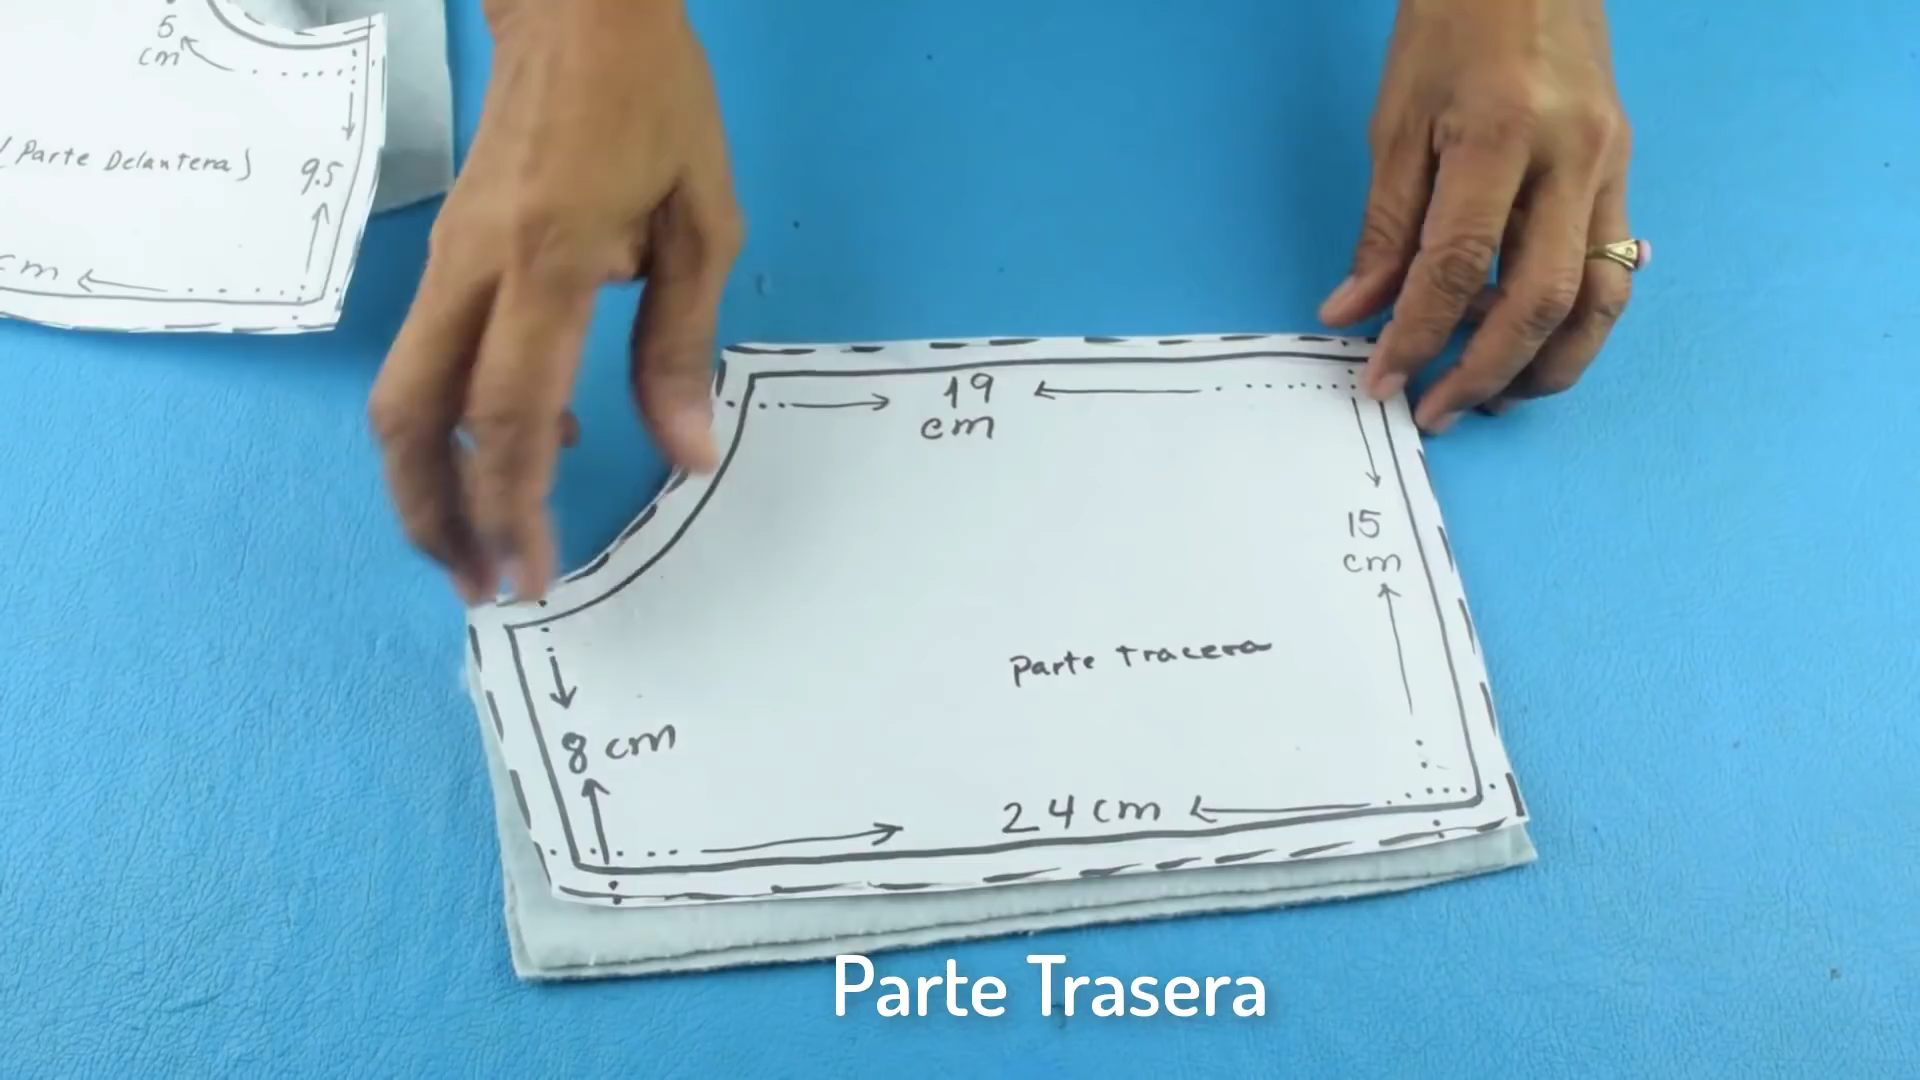 5
cm
(Parte Delantera)
9.5
cm
19
cm
15
cm
Parte Tracera
8 cm
24 cm
Parte Trasera